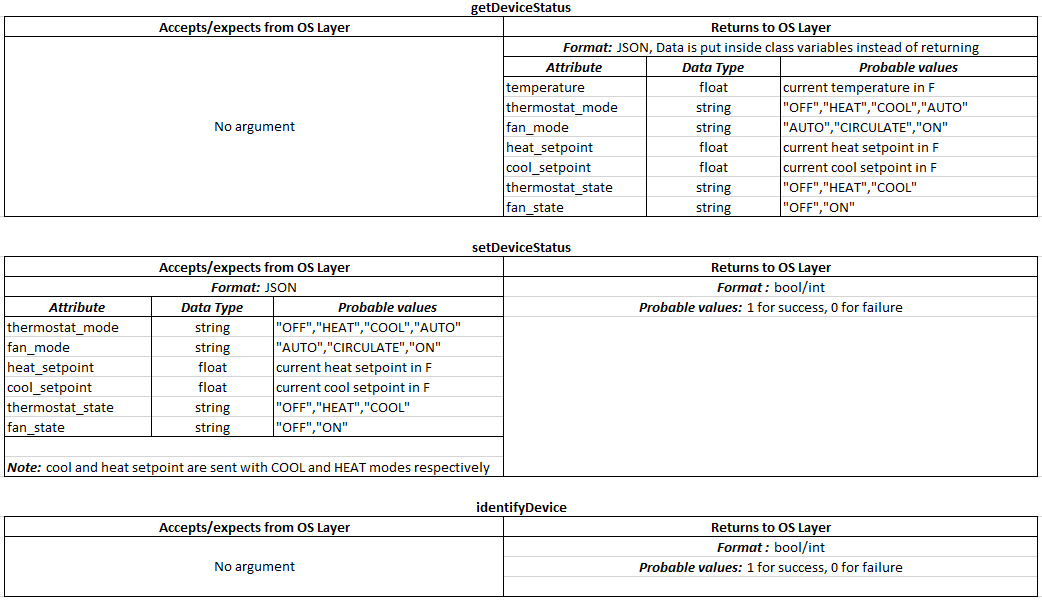 getDeviceStatus
Accepts/expects from OS Layer
Returns to OS Layer
No argument
Format: JSON, Data is put inside class variables instead of returning
Attribute Data Type Probable values
temperature float current temperature in F
thermostat_mode string "OFF","HEAT","COOL","AUTO"
fan_mode string "AUTO","CIRCULATE","ON"
heat_setpoint float current heat setpoint in F
cool_setpoint float current cool setpoint in F
thermostat_state string "OFF","HEAT","COOL"
fan_state string "OFF","ON"
setDeviceStatus
Accepts/expects from OS Layer
Returns to OS Layer
Format: JSON
Attribute Data Type Probable values
thermostat_mode string "OFF","HEAT","COOL","AUTO"
fan_mode string "AUTO","CIRCULATE","ON"
heat_setpoint float current heat setpoint in F
cool_setpoint float current cool setpoint in F
thermostat_state string "OFF","HEAT","COOL"
fan_state string "OFF","ON"
Note: cool and heat setpoint are sent with COOL and HEAT modes respectively
Format : bool/int
Probable values: 1 for success, 0 for failure
identifyDevice
Accepts/expects from OS Layer
Returns to OS Layer
No argument
Format : bool/int
Probable values: 1 for success, 0 for failure